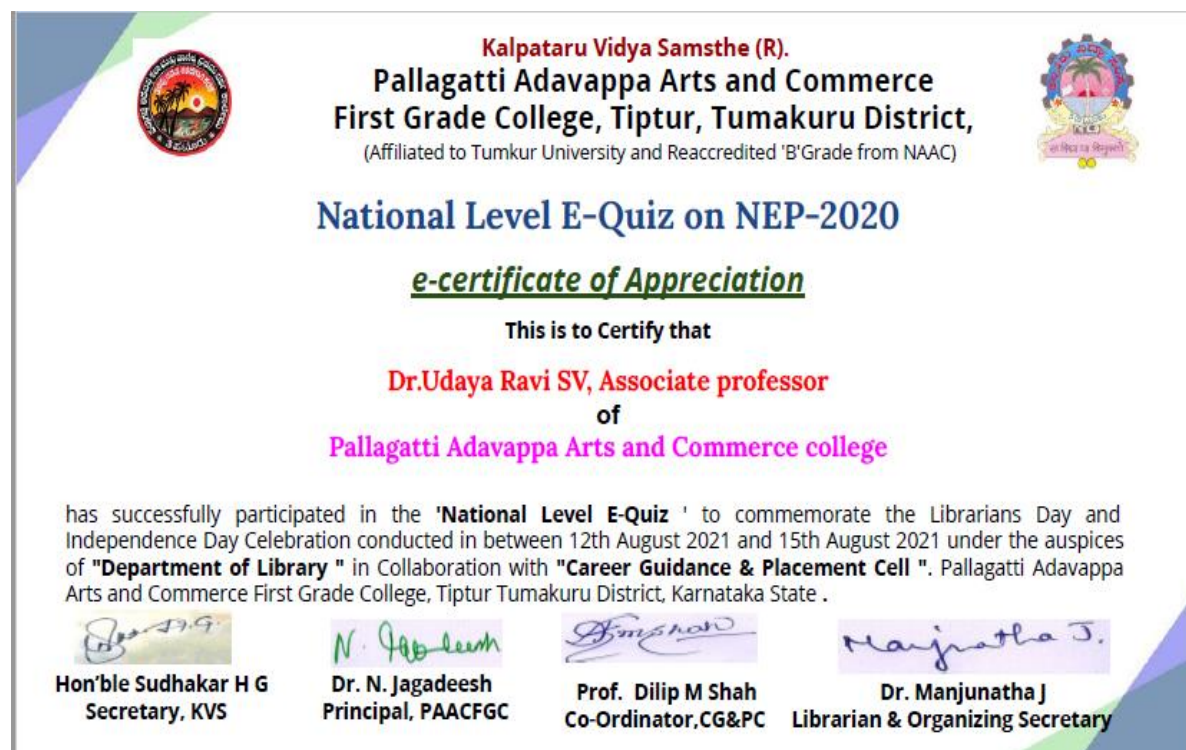 Kalpataru Vidya Samsthe (R).
Pallagatti Adavappa Arts and Commerce
First Grade College, Tiptur, Tumakuru District,
(Affiliated to Tumkur University and Reaccredited 'B'Grade from NAAC)
National Level E-Quiz on NEP-2020
e-certificate of Appreciation
This is to Certify that
Dr.Udaya Ravi SV, Associate professor
of
Pallagatti Adavappa Arts and Commerce college
has successfully participated in the 'National Level E-Quiz ' to commemorate the Librarians Day and
Independence Day Celebration conducted in between 12th August 2021 and 15th August 2021 under the auspices
of "Department of Library " in Collaboration with "Career Guidance & Placement Cell ". Pallagatti Adavappa
Arts and Commerce First Grade College, Tiptur Tumakuru District, Karnataka State .
N. Jagadeesh
Manjnatha J.
Hon'ble Sudhakar H G
Secretary, KVS
Dr. N. Jagadeesh
Principal, PAACFGC
Prof. Dilip M Shah
Co-Ordinator,CG&PC
Dr. Manjunatha J
Librarian & Organizing Secretary